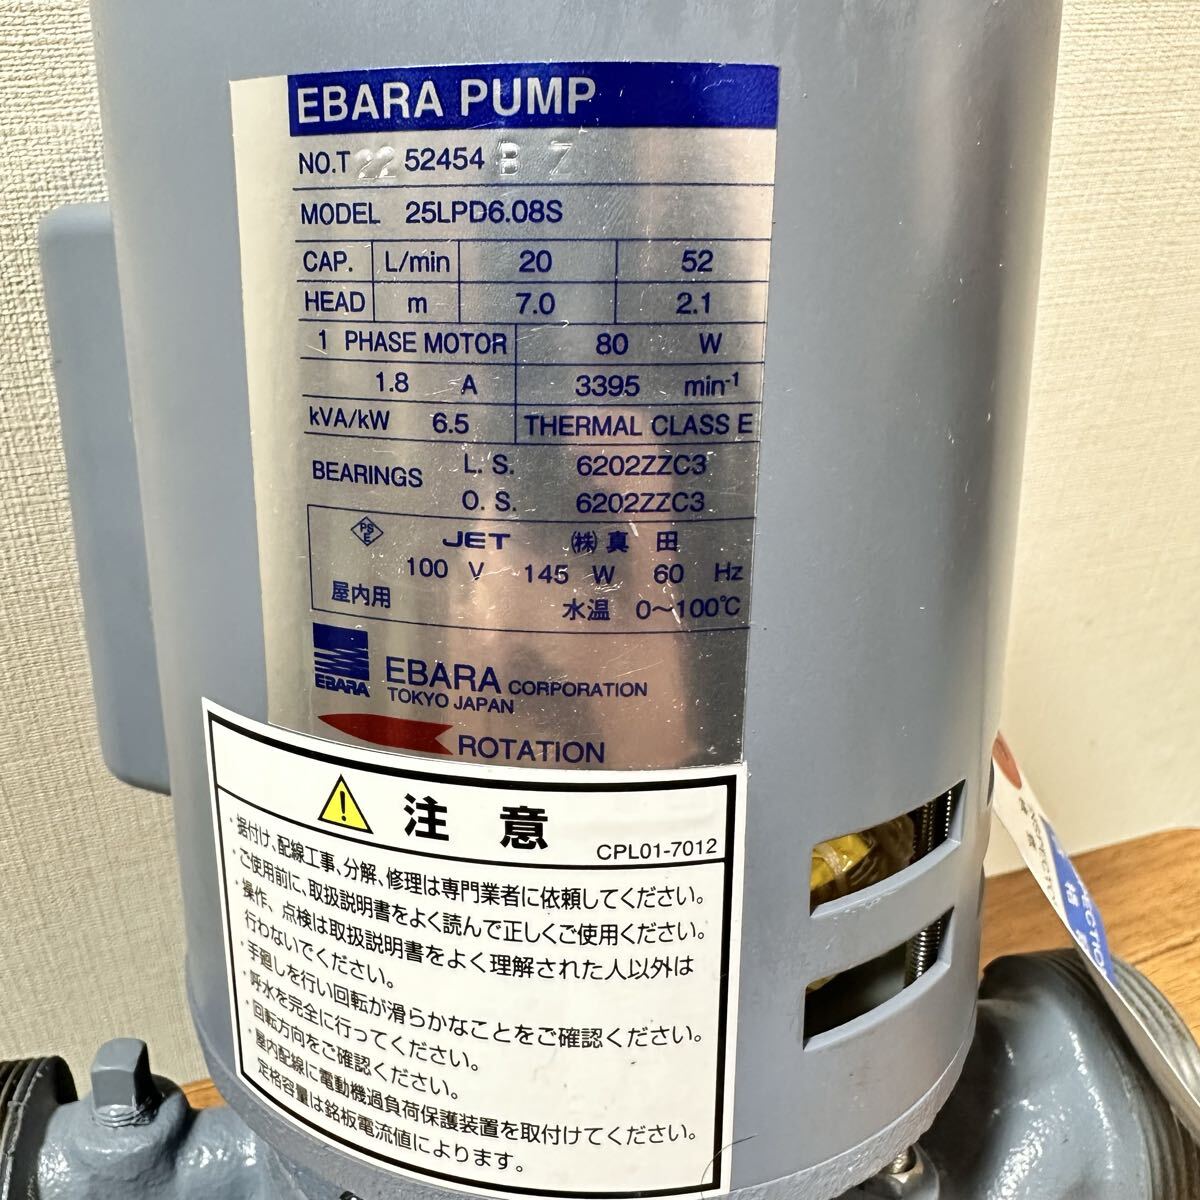 EBARA PUMP
NO.T 22 52454 B Z
MODEL 25LPD6.08S
CAP. L/min 20 52
HEAD m 7.0 2.1
1 PHASE MOTOR 80 W
1.8 A 3395 min-1
kVA/kW 6.5 THERMAL CLASS E
BEARINGS L. S. 6202ZZC3
O. S. 6202ZZC3
PS E JET ㈱ 真 田
100 V 145 W 60 Hz
屋内用 水温 0〜100℃
EBARA EBARA CORPORATION
TOKYO JAPAN
ROTATION
注 意 CPL01-7012
・据付け、配線工事、分解、修理は専門業者に依頼してください。
・ご使用前に、取扱説明書をよく読んで正しくご使用ください。
・操作、点検は取扱説明書をよく理解された人以外は
行わないでください。
・手廻しを行い回転が滑らかなことをご確認ください。
・呼水を完全に行ってください。
・回転方向をご確認ください。
・屋内配線に電動機過負荷保護装置を取付けてください。
定格容量は銘板電流値によります。